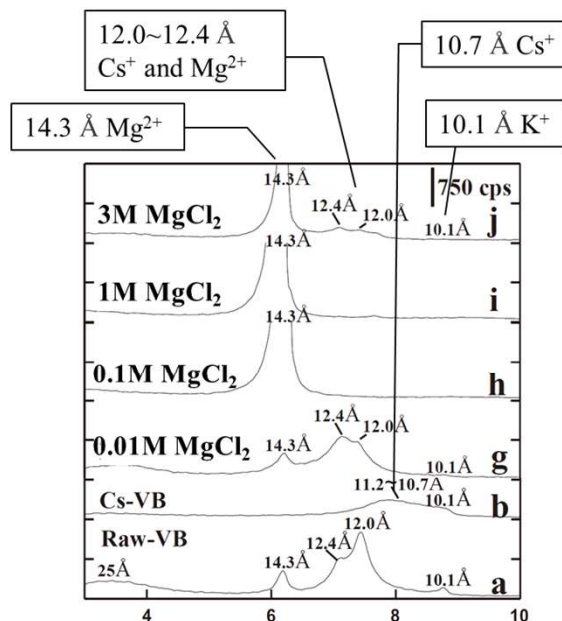 12.0~12.4 Å
Cs⁺ and Mg²⁺
10.7 Å Cs⁺
14.3 Å Mg²⁺
10.1 Å K⁺
14.3Å
750 cps
3M MgCl₂
12.4Å
12.0Å
10.1Å
j
14.3Å
1M MgCl₂
i
14.3Å
0.1M MgCl₂
h
0.01M MgCl₂
14.3Å
12.4Å
12.0Å
10.1Å
g
Cs-VB
11.2~10.7Å
10.1Å
b
Raw-VB
25Å
14.3Å
12.4Å
12.0Å
10.1Å
a
4 6 8 10